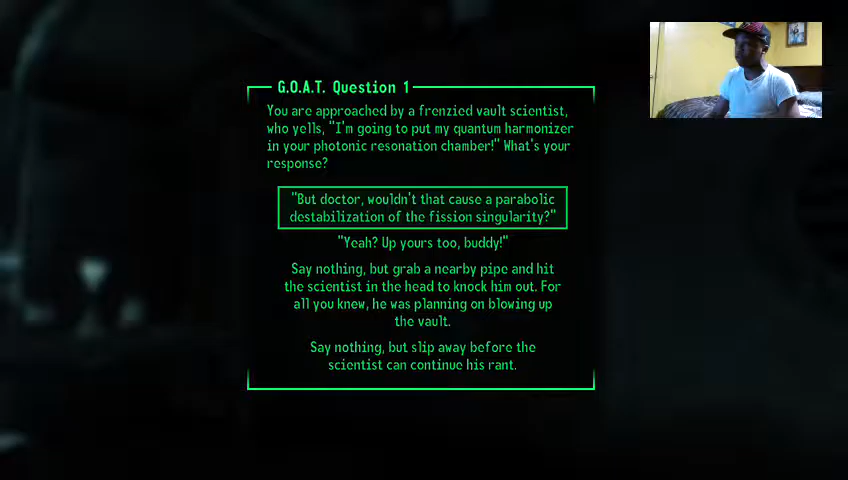 G.O.A.T. Question 1
You are approached by a frenzied vault scientist,
who yells, "I'm going to put my quantum harmonizer
in your photonic resonation chamber!" What's your
response?
"But doctor, wouldn't that cause a parabolic
destabilization of the fission singularity?"
"Yeah? Up yours too, buddy!"
Say nothing, but grab a nearby pipe and hit
the scientist in the head to knock him out. For
all you knew, he was planning on blowing up
the vault.
Say nothing, but slip away before the
scientist can continue his rant.